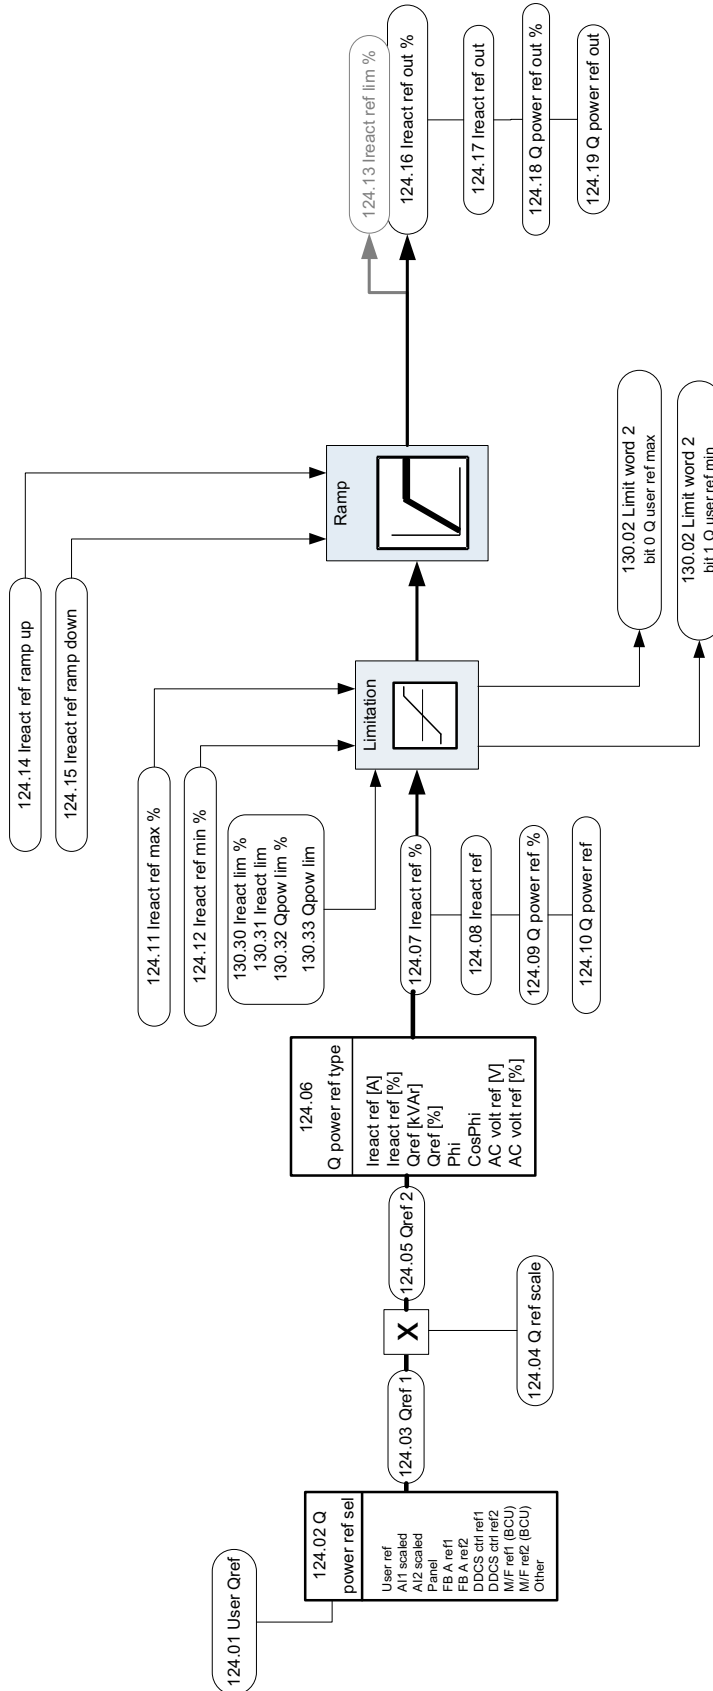 124.01 User Qref
124.02 Q
power ref sel
User ref
AI1 scaled
AI2 scaled
Panel
FB A ref1
FB A ref2
DDCS ctrl ref1
DDCS ctrl ref2
M/F ref1 (BCU)
M/F ref2 (BCU)
Other
124.03 Qref 1
X
124.04 Q ref scale
124.05 Qref 2
124.06
Q power ref type
Ireact ref [A]
Ireact ref [%]
Qref [kVAr]
Qref [%]
Phi
CosPhi
AC volt ref [V]
AC volt ref [%]
124.11 Ireact ref max %
124.12 Ireact ref min %
130.30 Ireact lim %
130.31 Ireact lim
130.32 Qpow lim %
130.33 Qpow lim
124.07 Ireact ref %
124.08 Ireact ref
124.09 Q power ref %
124.10 Q power ref
124.14 Ireact ref ramp up
124.15 Ireact ref ramp down
Limitation
Ramp
130.02 Limit word 2
bit 0 Q user ref max
130.02 Limit word 2
bit 1 Q user ref min
124.13 Ireact ref lim %
124.16 Ireact ref out %
124.17 Ireact ref out
124.18 Q power ref out %
124.19 Q power ref out